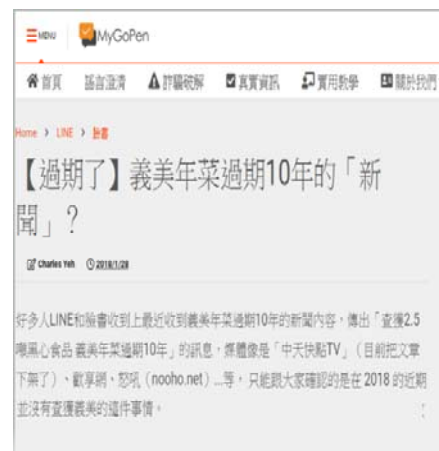 MENU MyGoPen
首頁 謠言澄清 詐騙破解 真實資訊 實用教學 關於我們
Home > LINE > 臉書
【過期了】義美年菜過期10年的「新
聞」？
Charles Yeh 2018/1/28
好多人LINE和臉書收到上最近收到義美年菜過期10年的新聞內容，傳出「查獲2.5
噸黑心食品 義美年菜過期10年」的訊息，媒體像是「中天快點TV」（目前把文章
下架了）、歡享網、怒吼（nooho.net）...等，只能跟大家確認的是在 2018 的近期
並沒有查獲義美的這件事情。